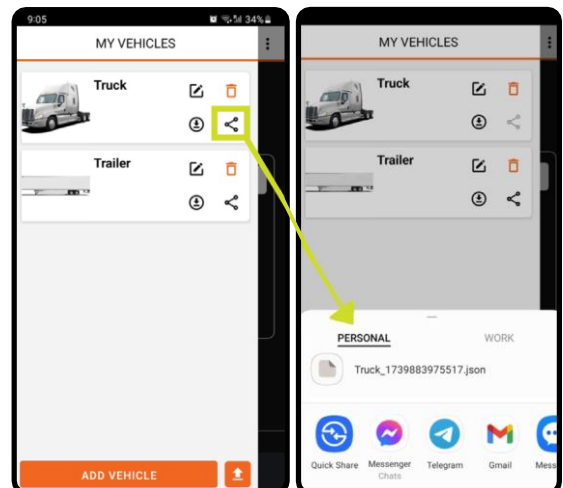 9:05
34%
MY VEHICLES
Truck
Trailer
ADD VEHICLE
MY VEHICLES
Truck
Trailer
PERSONAL
WORK
Truck_1739883975517.json
Quick Share
Messenger
Chats
Telegram
Gmail
Mess